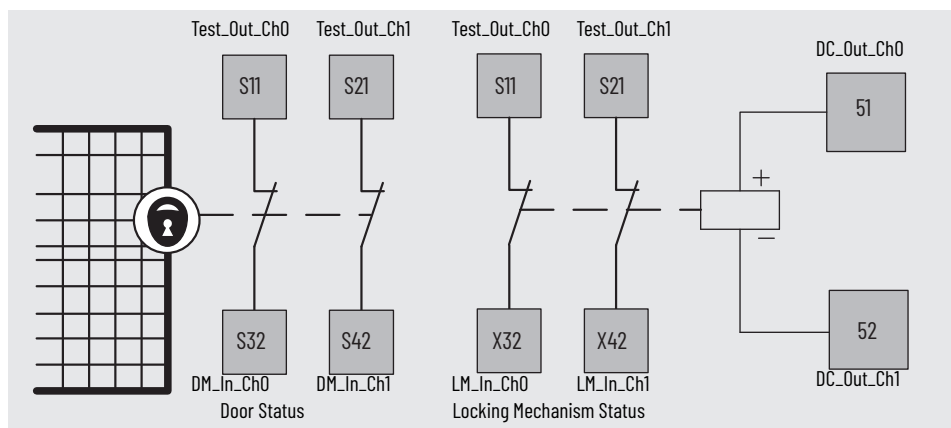 Test_Out_Ch0 Test_Out_Ch1 Test_Out_Ch0 Test_Out_Ch1
DC_Out_Ch0
S11 S21 S11 S21
51
+
−
S32 S42 X32 X42
52
DM_In_Ch0 DM_In_Ch1 LM_In_Ch0 LM_In_Ch1
DC_Out_Ch1
Door Status Locking Mechanism Status